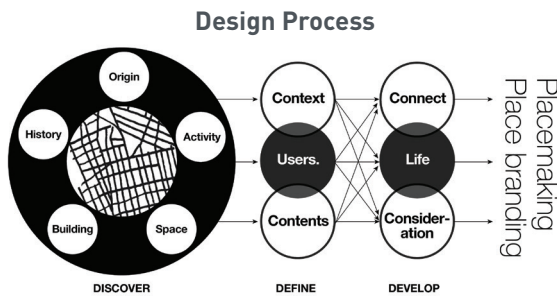 Design Process
Origin
History
Activity
Building
Space
Context
Users.
Contents
Connect
Life
Consider-
ation
Placemaking
Place branding
DISCOVER
DEFINE
DEVELOP